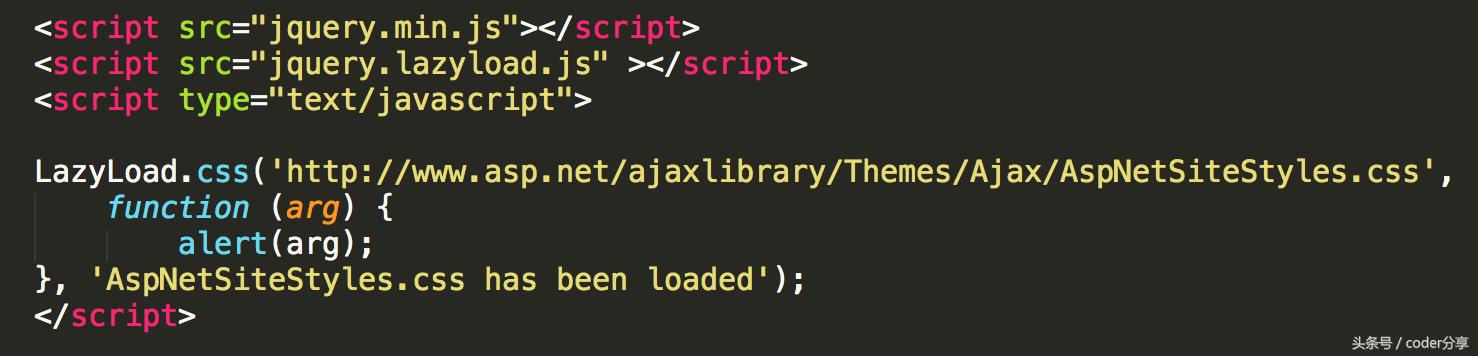 <script src="jquery.min.js"></script>
<script src="jquery.lazyload.js" ></script>
<script type="text/javascript">
LazyLoad.css('http://www.asp.net/ajaxlibrary/Themes/Ajax/AspNetSiteStyles.css',
    function (arg) {
        alert(arg);
}, 'AspNetSiteStyles.css has been loaded');
</script>
头条号 / coder分享